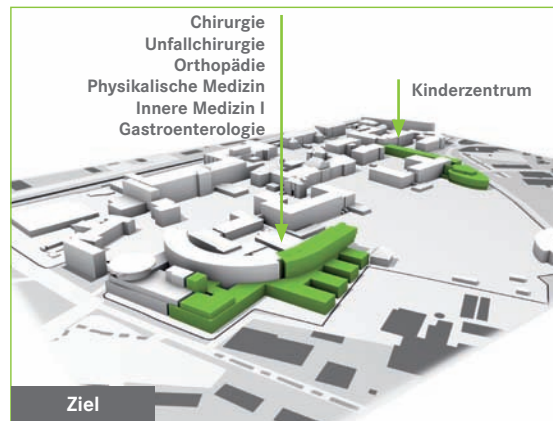 Chirurgie
Unfallchirurgie
Orthopädie
Physikalische Medizin
Innere Medizin I
Gastroenterologie
Kinderzentrum
Ziel